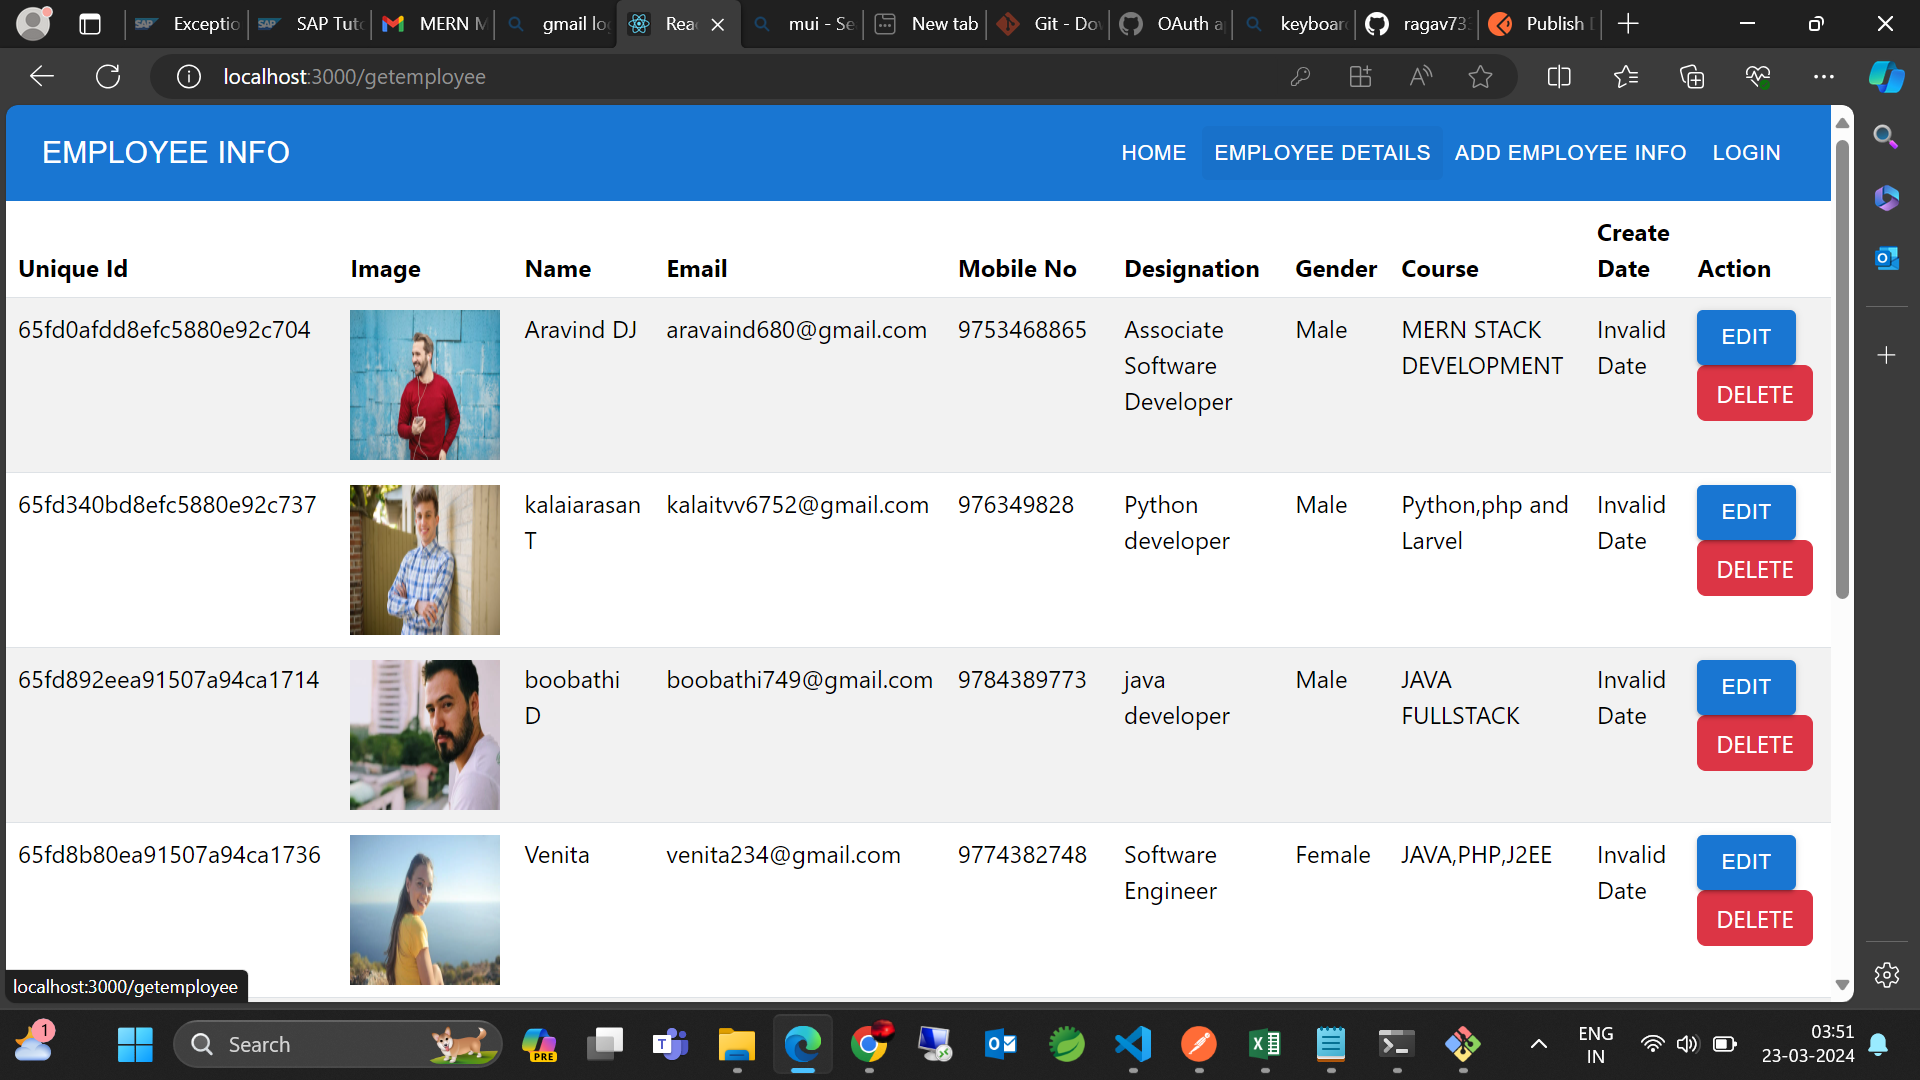 Exceptio
SAP Tuto
MERN M
gmail lo
Rea
mui - Se
New tab
Git - Do
OAuth a
keyboar
ragav73
Publish
localhost:3000/getemployee
EMPLOYEE INFO
HOME
EMPLOYEE DETAILS
ADD EMPLOYEE INFO
LOGIN
Unique Id
Image
Name
Email
Mobile No
Designation
Gender
Course
Create
Date
Action
65fd0afdd8efc5880e92c704
Aravind DJ
aravaind680@gmail.com
9753468865
Associate
Software
Developer
Male
MERN STACK
DEVELOPMENT
Invalid
Date
EDIT
DELETE
65fd340bd8efc5880e92c737
kalaiarasan
T
kalaitvv6752@gmail.com
976349828
Python
developer
Male
Python,php and
Larvel
Invalid
Date
EDIT
DELETE
65fd892eea91507a94ca1714
boobathi
D
boobathi749@gmail.com
9784389773
java
developer
Male
JAVA
FULLSTACK
Invalid
Date
EDIT
DELETE
65fd8b80ea91507a94ca1736
Venita
venita234@gmail.com
9774382748
Software
Engineer
Female
JAVA,PHP,J2EE
Invalid
Date
EDIT
DELETE
localhost:3000/getemployee
1
Search
PRE
ENG
IN
03:51
23-03-2024